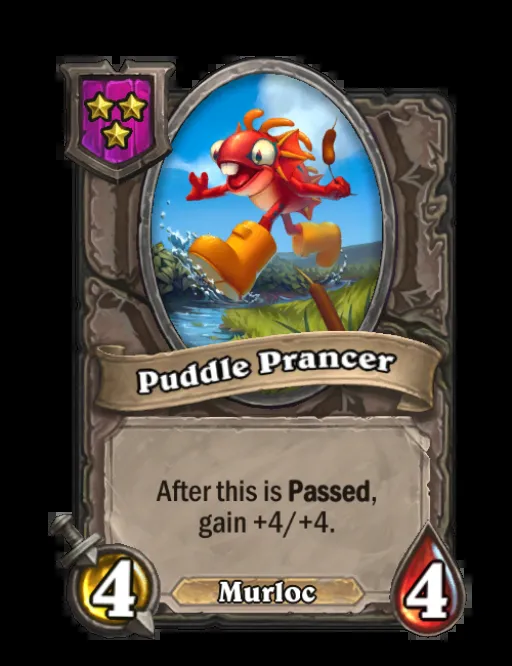 Puddle Prancer
After this is Passed,
gain +4/+4.
4
Murloc
4